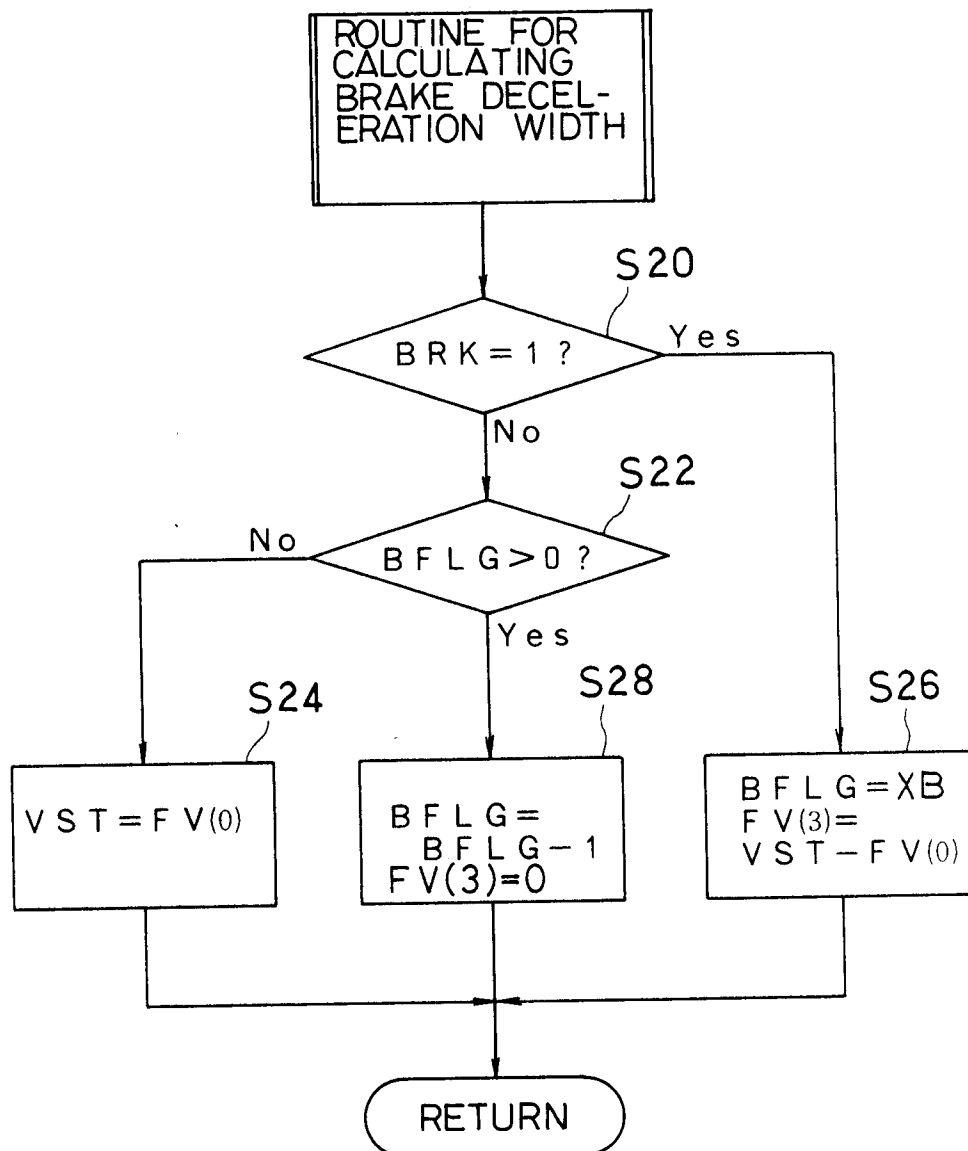 ROUTINE FOR
CALCULATING
BRAKE DECEL-
ERATION WIDTH
S20
BRK=1?
Yes
No
S22
BFLG>0?
No
Yes
S24
VST=FV(0)
S28
BFLG=
BFLG-1
FV(3)=0
S26
BFLG=XB
FV(3)=
VST-FV(0)
RETURN